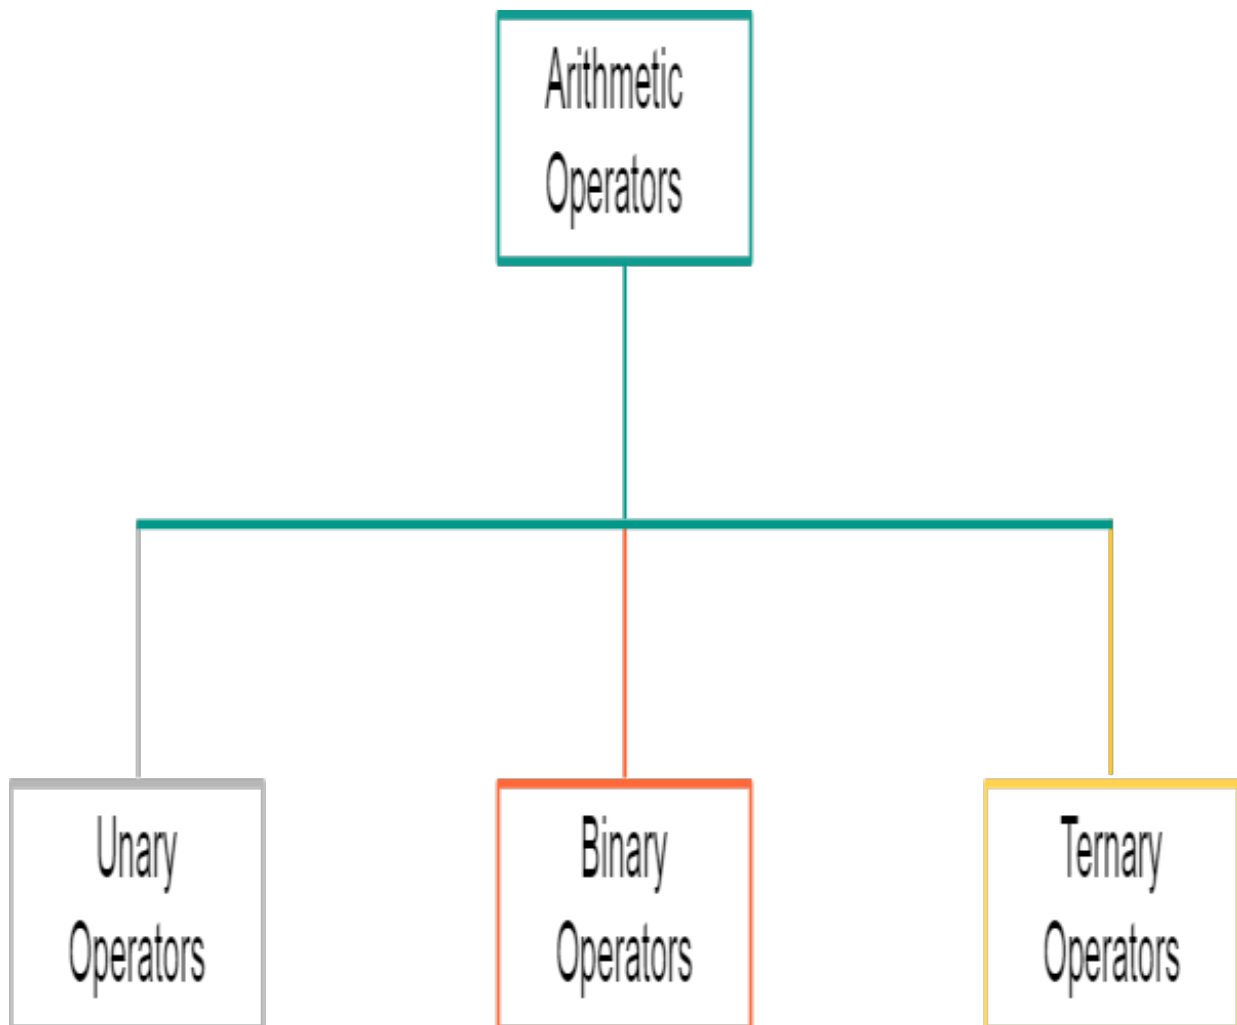 Arithmetic
Operators
Unary
Operators
Binary
Operators
Ternary
Operators